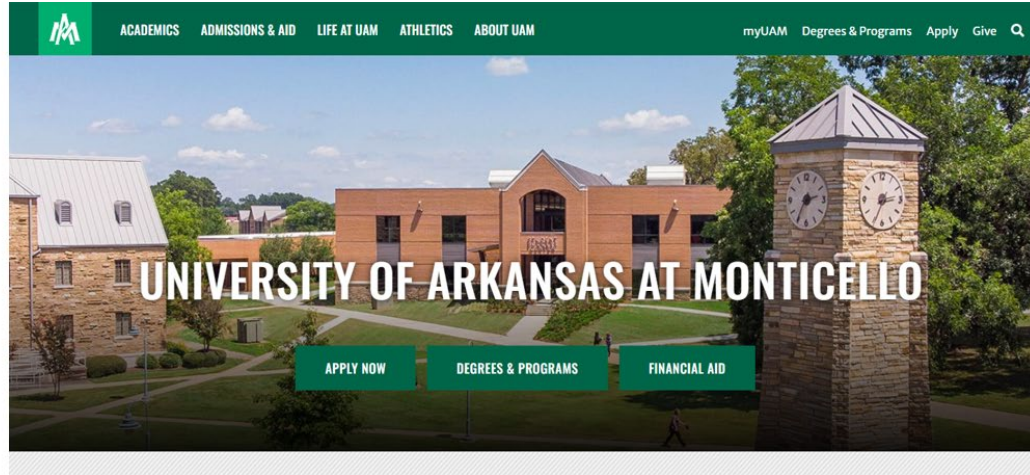 ACADEMICS ADMISSIONS & AID LIFE AT UAM ATHLETICS ABOUT UAM myUAM Degrees & Programs Apply Give
UNIVERSITY OF ARKANSAS AT MONTICELLO
APPLY NOW DEGREES & PROGRAMS FINANCIAL AID